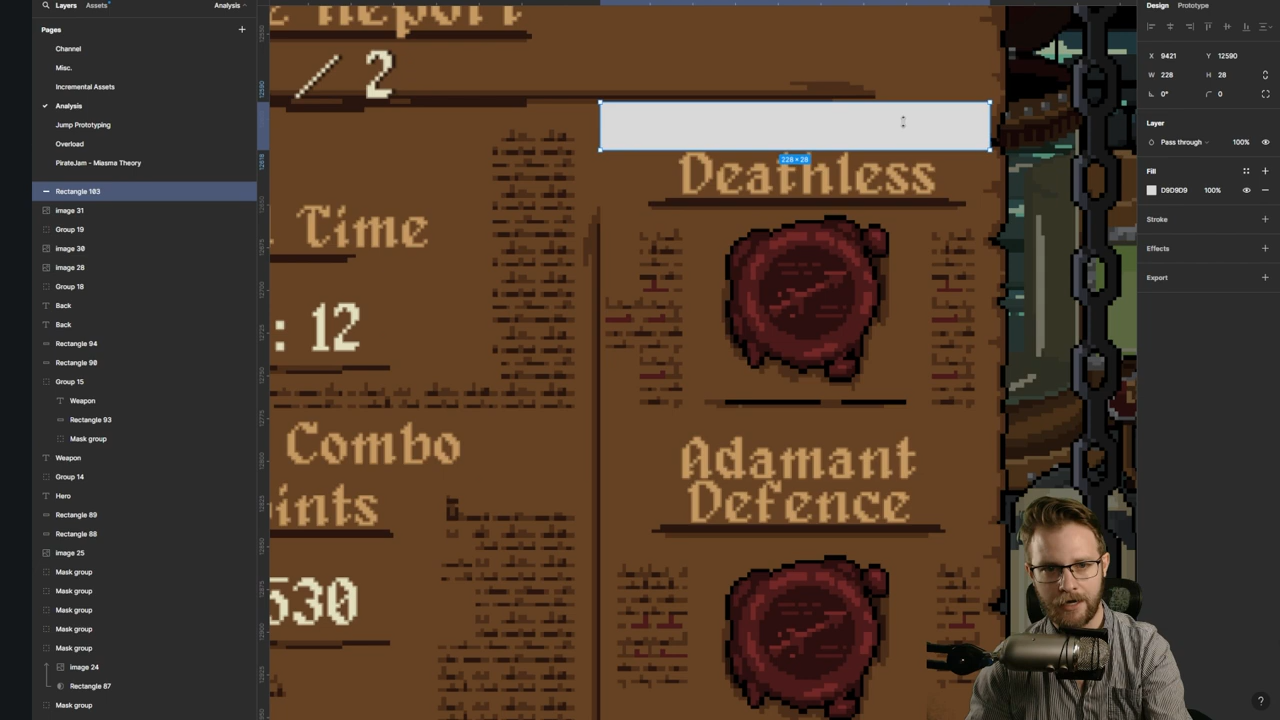 Layers
Assets
Analysis
Pages
Channel
Misc.
Incremental Assets
Analysis
Jump Prototyping
Overload
PirateJam - Miasma Theory
Rectangle 103
image 31
Group 19
image 30
image 28
Group 18
Back
Back
Rectangle 94
Rectangle 90
Group 15
Weapon
Rectangle 93
Mask group
Weapon
Group 14
Hero
Rectangle 89
Rectangle 88
image 25
Mask group
Mask group
Mask group
Mask group
Mask group
image 24
Rectangle 87
Mask group
/ 2
Time
: 12
Combo
530
228 × 28
Deathless
Adamant
Defence
Design
Prototype
X 9421
Y 12590
W 228
H 28
0°
0
Layer
Pass through
100%
Fill
D9D9D9
100%
Stroke
Effects
Export
?